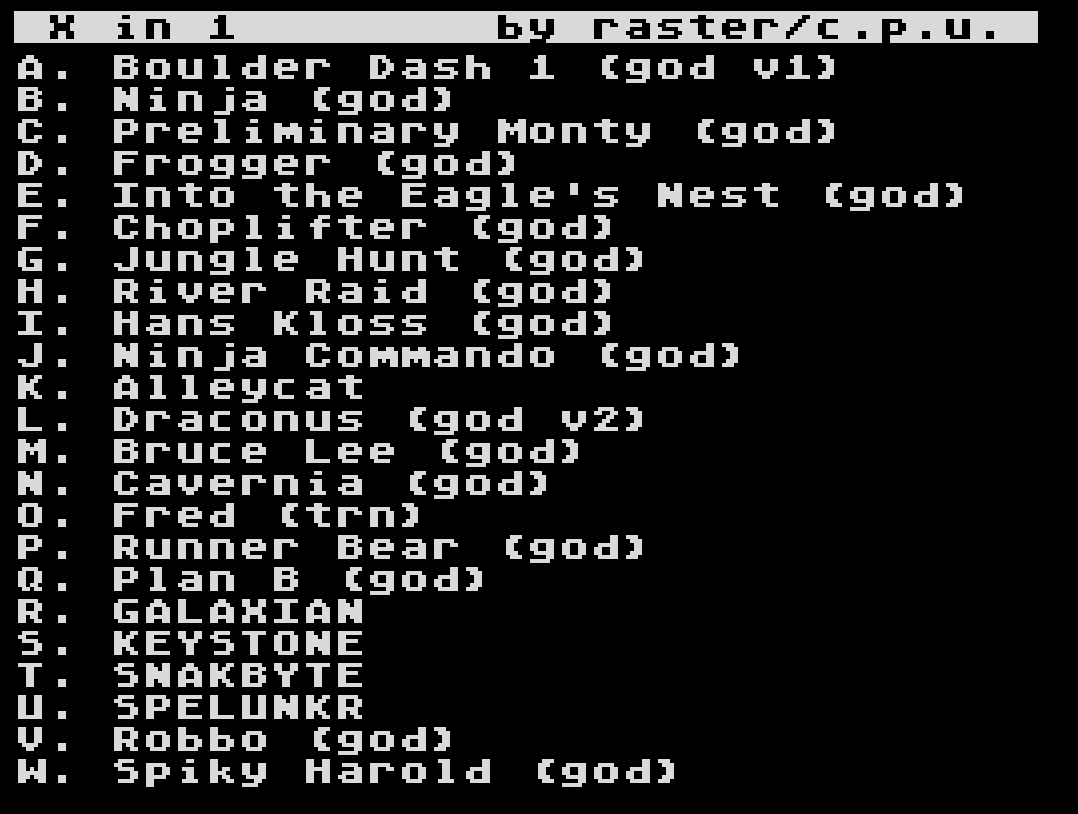 X in 1 by raster/c.p.u.
A. Boulder Dash 1 (god v1)
B. Ninja (god)
C. Preliminary Monty (god)
D. Frogger (god)
E. Into the Eagle's Nest (god)
F. Choplifter (god)
G. Jungle Hunt (god)
H. River Raid (god)
I. Hans Kloss (god)
J. Ninja Commando (god)
K. Alleycat
L. Draconus (god v2)
M. Bruce Lee (god)
N. Cavernia (god)
O. Fred (trn)
P. Runner Bear (god)
Q. Plan B (god)
R. GALAXIAN
S. KEYSTONE
T. SNAKBYTE
U. SPELUNKR
V. Robbo (god)
W. Spiky Harold (god)